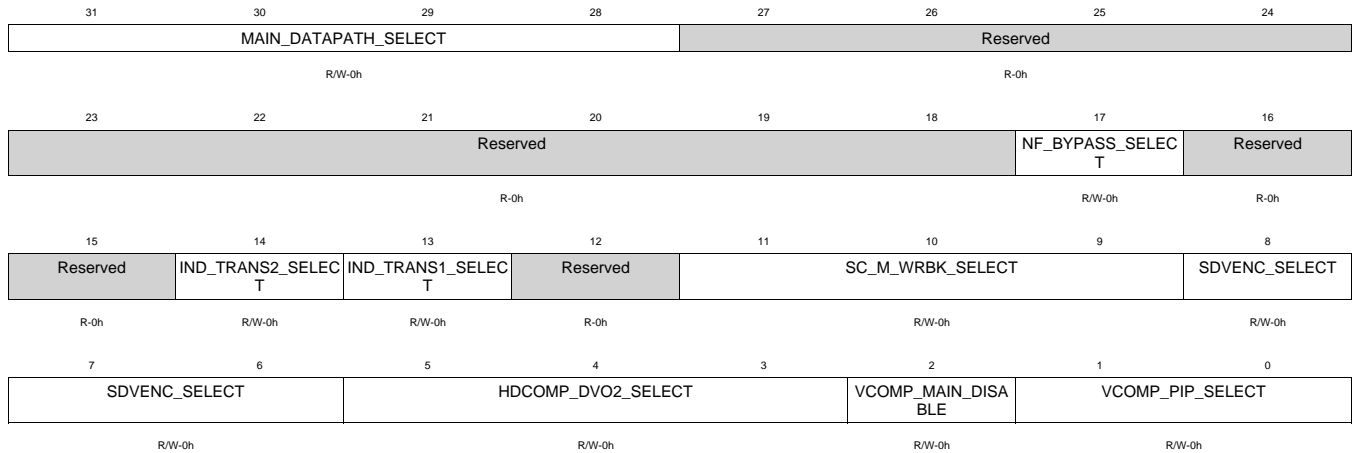 31 30 29 28 27 26 25 24
MAIN_DATAPATH_SELECT Reserved
R/W-0h R-0h
23 22 21 20 19 18 17 16
Reserved NF_BYPASS_SELEC
T Reserved
R-0h R/W-0h R-0h
15 14 13 12 11 10 9 8
Reserved IND_TRANS2_SELEC
T IND_TRANS1_SELEC
T Reserved SC_M_WRBK_SELECT SDVENC_SELECT
R-0h R/W-0h R/W-0h R-0h R/W-0h R/W-0h
7 6 5 4 3 2 1 0
SDVENC_SELECT HDCOMP_DVO2_SELECT VCOMP_MAIN_DISA
BLE VCOMP_PIP_SELECT
R/W-0h R/W-0h R/W-0h R/W-0h